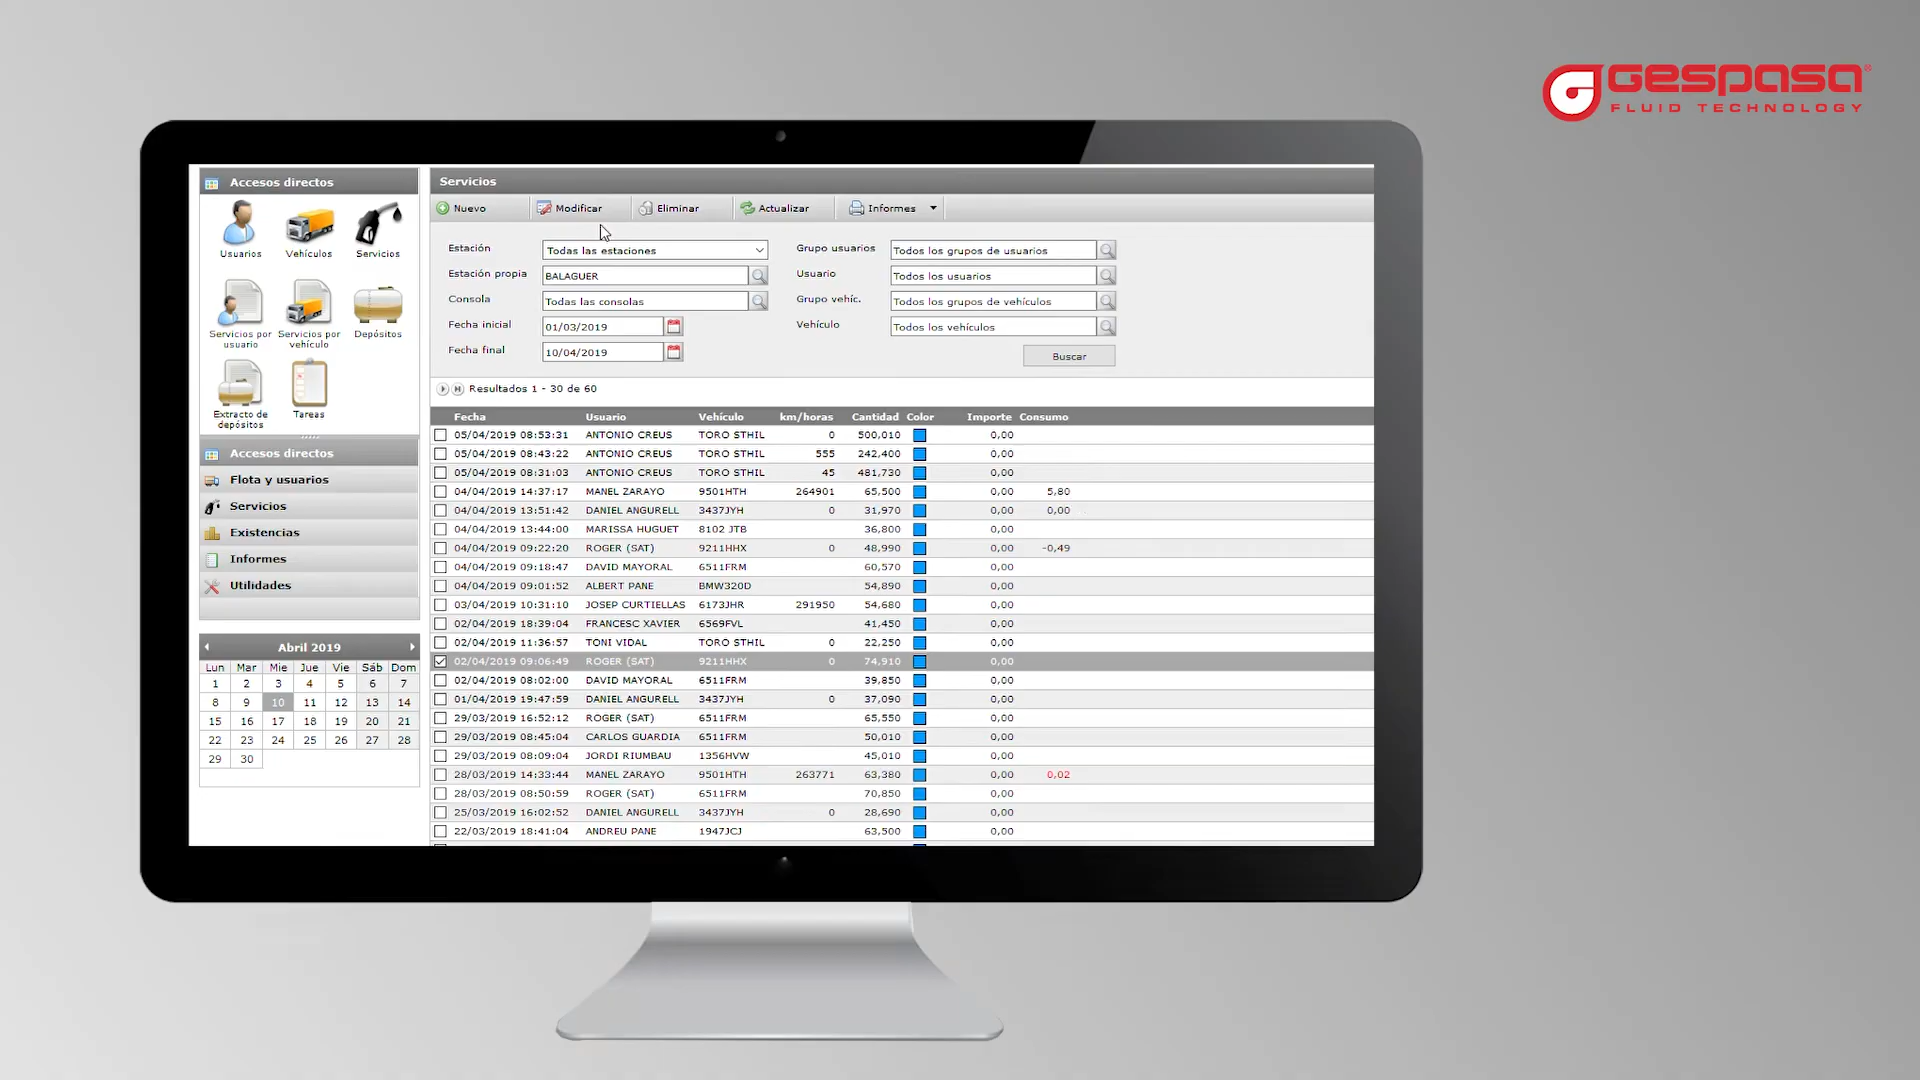 GESPASA®
FLUID TECHNOLOGY
Accesos directos
Usuarios Vehículos Servicios
Servicios por usuario Servicios por vehículo Depósitos
Extracto de depósitos Tareas
Accesos directos
Flota y usuarios
Servicios
Existencias
Informes
Utilidades
Abril 2019
Lun Mar Mie Jue Vie Sáb Dom
1 2 3 4 5 6 7
8 9 10 11 12 13 14
15 16 17 18 19 20 21
22 23 24 25 26 27 28
29 30
Servicios
Nuevo Modificar Eliminar Actualizar Informes
Estación Todas las estaciones Grupo usuarios Todos los grupos de usuarios
Estación propia BALAGUER Usuario Todos los usuarios
Consola Todas las consolas Grupo vehíc. Todos los grupos de vehículos
Fecha inicial 01/03/2019 Vehículo Todos los vehículos
Fecha final 10/04/2019 Buscar
Resultados 1 - 30 de 60
Fecha Usuario Vehículo km/horas Cantidad Color Importe Consumo
05/04/2019 08:53:31 ANTONIO CREUS TORO STHIL 0 500,010 0,00
05/04/2019 08:43:22 ANTONIO CREUS TORO STHIL 555 242,400 0,00
05/04/2019 08:31:03 ANTONIO CREUS TORO STHIL 45 481,730 0,00
04/04/2019 14:37:17 MANEL ZARAYO 9501HTH 264901 65,500 0,00 5,80
04/04/2019 13:51:42 DANIEL ANGURELL 3437JYH 0 31,970 0,00 0,00
04/04/2019 13:44:00 MARISSA HUGUET 8102 JTB 36,800 0,00
04/04/2019 09:22:20 ROGER (SAT) 9211HHX 0 48,990 0,00 -0,49
04/04/2019 09:18:47 DAVID MAYORAL 6511FRM 60,570 0,00
04/04/2019 09:01:52 ALBERT PANE BMW320D 54,890 0,00
03/04/2019 10:31:10 JOSEP CURTIELLAS 6173JHR 291950 54,680 0,00
02/04/2019 18:39:04 FRANCESC XAVIER 6569FVL 41,450 0,00
02/04/2019 11:36:57 TONI VIDAL TORO STHIL 0 22,250 0,00
02/04/2019 09:06:49 ROGER (SAT) 9211HHX 0 74,910 0,00
02/04/2019 08:02:00 DAVID MAYORAL 6511FRM 39,850 0,00
01/04/2019 19:47:59 DANIEL ANGURELL 3437JYH 0 37,090 0,00
29/03/2019 16:52:12 ROGER (SAT) 6511FRM 65,550 0,00
29/03/2019 08:45:04 CARLOS GUARDIA 6511FRM 50,010 0,00
29/03/2019 08:09:04 JORDI RIUMBAU 1356HVW 45,010 0,00
28/03/2019 14:33:44 MANEL ZARAYO 9501HTH 263771 63,380 0,00 0,02
28/03/2019 08:50:59 ROGER (SAT) 6511FRM 70,850 0,00
25/03/2019 16:02:52 DANIEL ANGURELL 3437JYH 0 28,690 0,00
22/03/2019 18:41:04 ANDREU PANE 1947JCJ 63,500 0,00